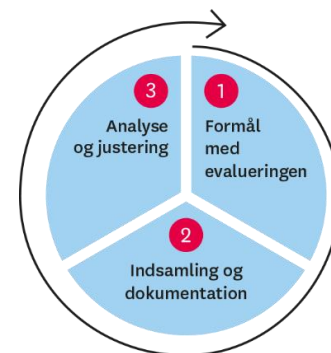 1
Formål
med
evalueringen
2
Indsamling og
dokumentation
3
Analyse
og justering